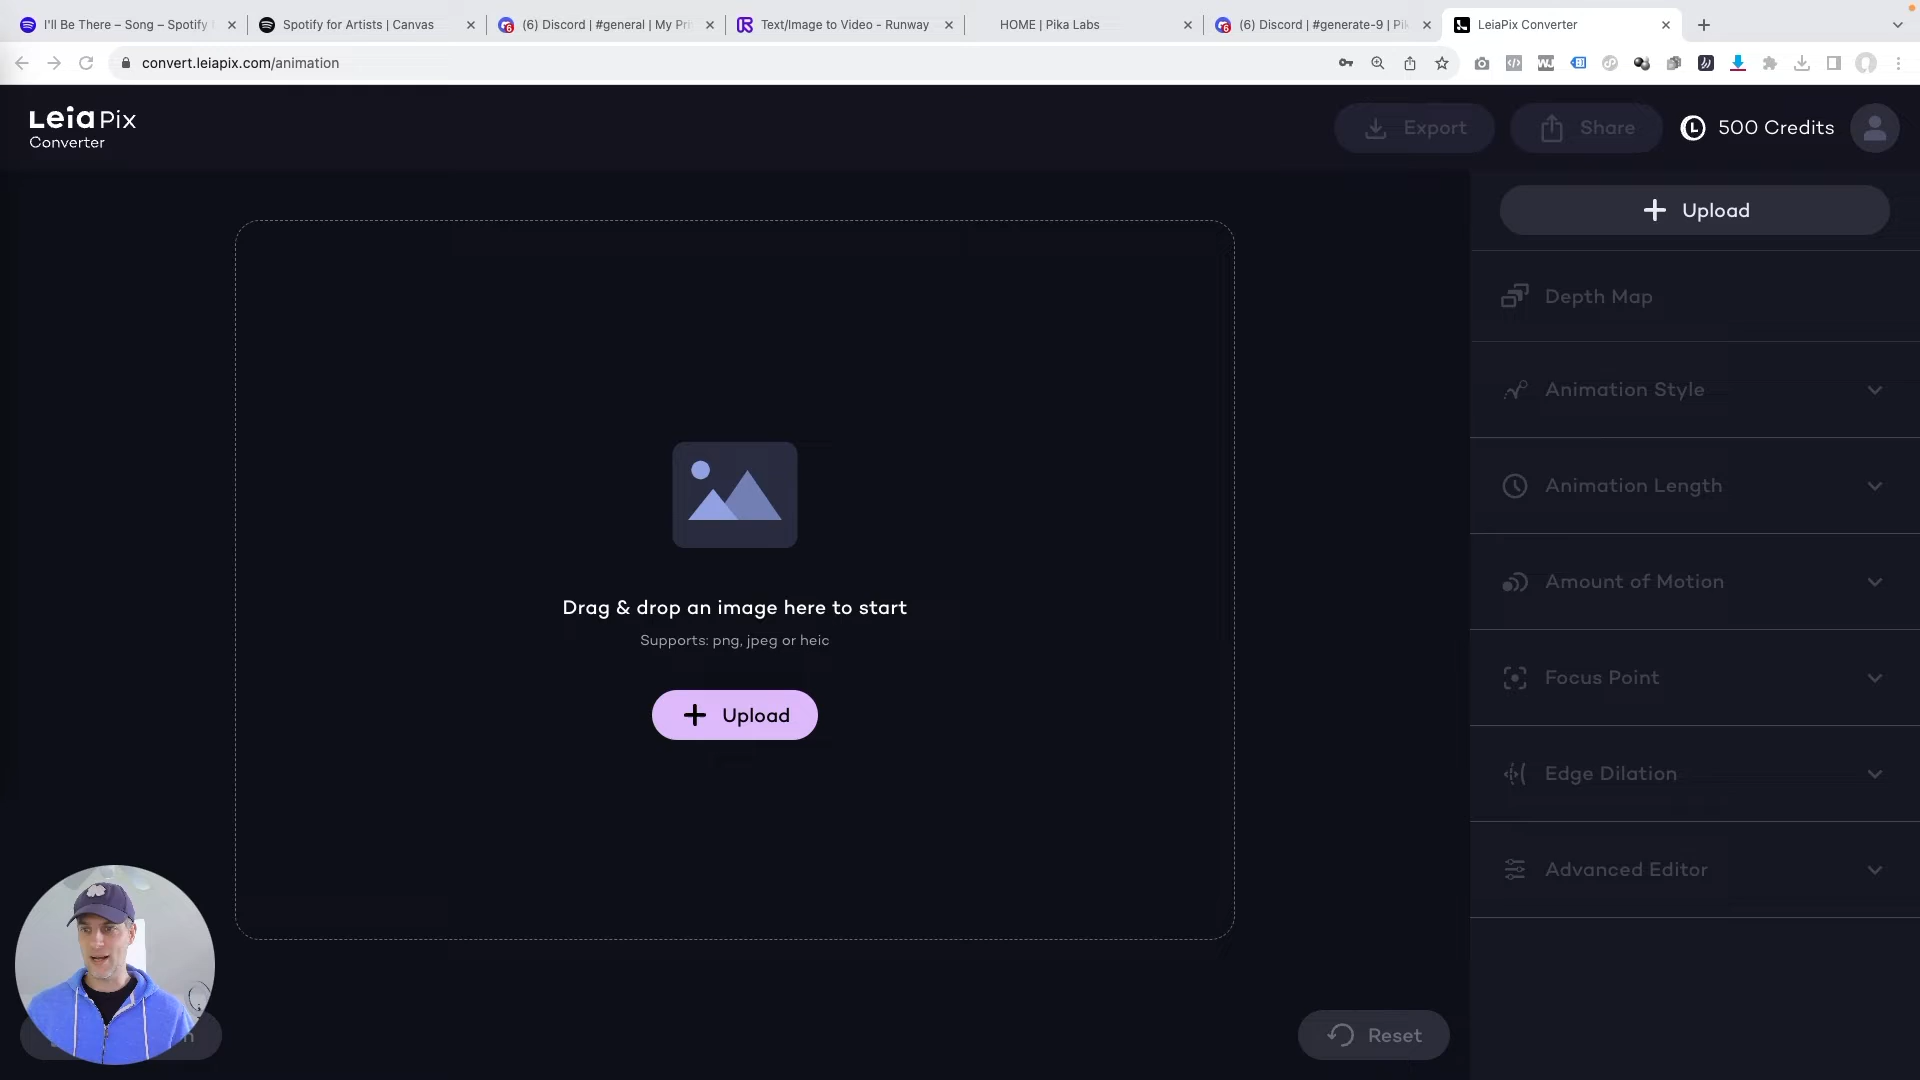 I'll Be There – Song – Spotify
Spotify for Artists | Canvas
(6) Discord | #general | My Pri
Text/Image to Video - Runway
HOME | Pika Labs
(6) Discord | #generate-9 | Pik
LeiaPix Converter
convert.leiapix.com/animation
Leia Pix
Converter
Export
Share
500 Credits
Upload
Depth Map
Animation Style
Animation Length
Amount of Motion
Focus Point
Edge Dilation
Advanced Editor
Drag & drop an image here to start
Supports: png, jpeg or heic
Upload
Reset